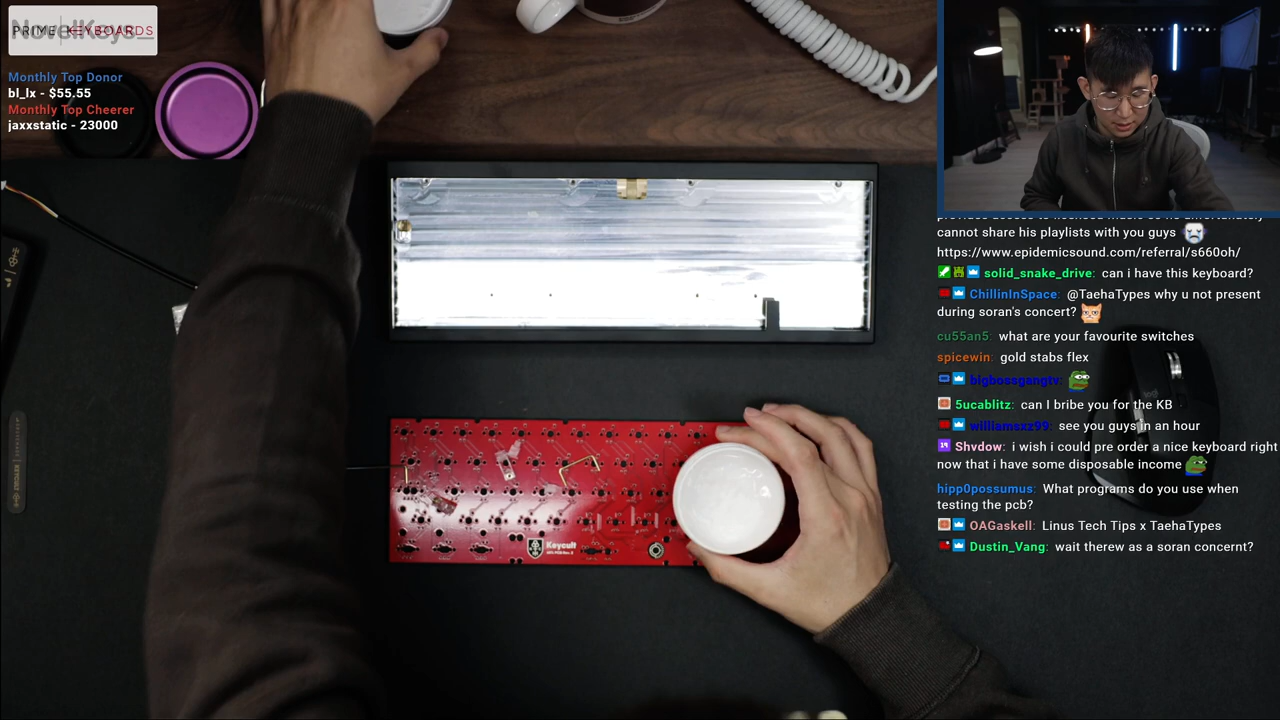 NovelKeys_
PRIME KEYBOARDS
Monthly Top Donor
bl_lx - $55.55
Monthly Top Cheerer
jaxxstatic - 23000
cannot share his playlists with you guys
https://www.epidemicsound.com/referral/s660oh/
solid_snake_drive: can i have this keyboard?
ChillinInSpace: @TaehaTypes why u not present
during soran's concert?
cu55an5: what are your favourite switches
spicewin: gold stabs flex
bigbossgangtv:
5ucablitz: can I bribe you for the KB
williamsxz99: see you guys in an hour
Shvdow: i wish i could pre order a nice keyboard right
now that i have some disposable income
hipp0possumus: What programs do you use when
testing the pcb?
OAGaskell: Linus Tech Tips x TaehaTypes
Dustin_Vang: wait therew as a soran concernt?
Keycult